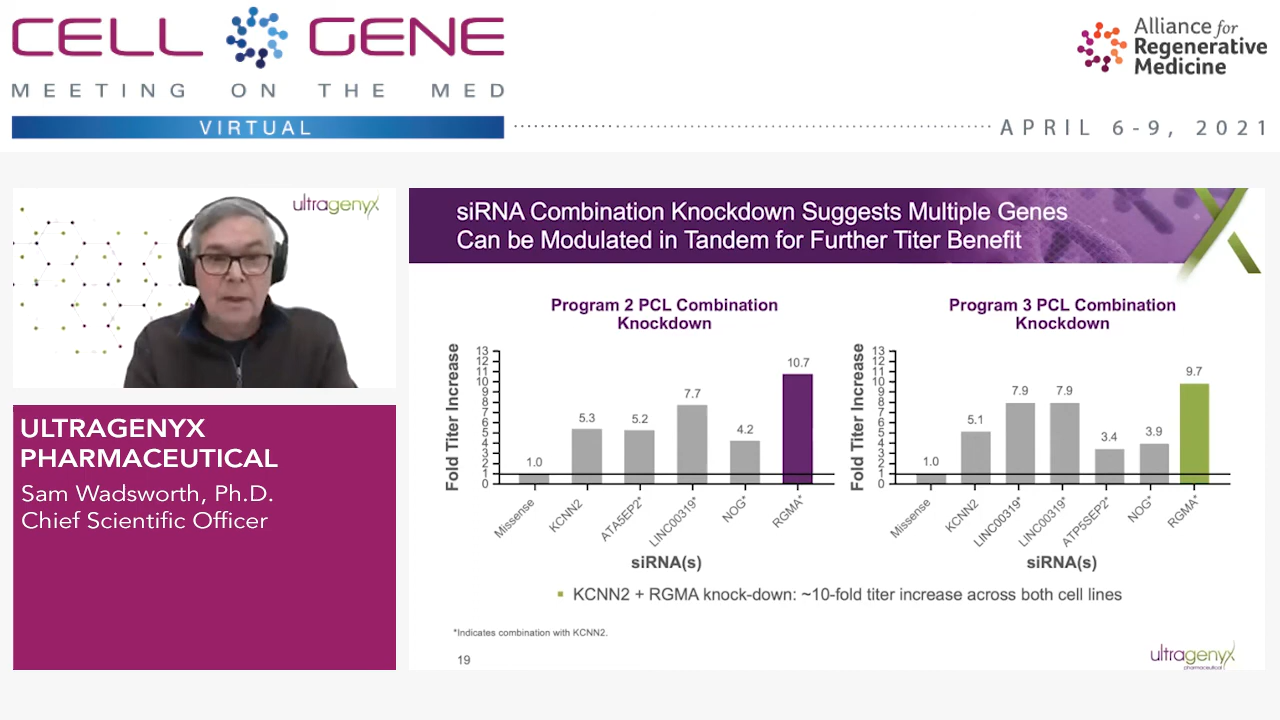 CELL GENE
MEETING ON THE MED
VIRTUAL
Alliance for
Regenerative
Medicine
APRIL 6-9, 2021
ultragenyx
ULTRAGENYX
PHARMACEUTICAL
Sam Wadsworth, Ph.D.
Chief Scientific Officer
siRNA Combination Knockdown Suggests Multiple Genes
Can be Modulated in Tandem for Further Titer Benefit
Program 2 PCL Combination
Knockdown
Fold Titer Increase
13
12
11
10
9
8
7
6
5
4
3
2
1
0
1.0
5.3
5.2
7.7
4.2
10.7
Missense
KCNN2
ATA5EP2*
LINC00319*
NOG*
RGMA*
siRNA(s)
Program 3 PCL Combination
Knockdown
Fold Titer Increase
13
12
11
10
9
8
7
6
5
4
3
2
1
0
1.0
5.1
7.9
7.9
3.4
3.9
9.7
Missense
KCNN2
LINC00319*
LINC00319*
ATP5SEP2*
NOG*
RGMA*
siRNA(s)
▪ KCNN2 + RGMA knock-down: ~10-fold titer increase across both cell lines
*Indicates combination with KCNN2.
19
ultragenyx
pharmaceutical